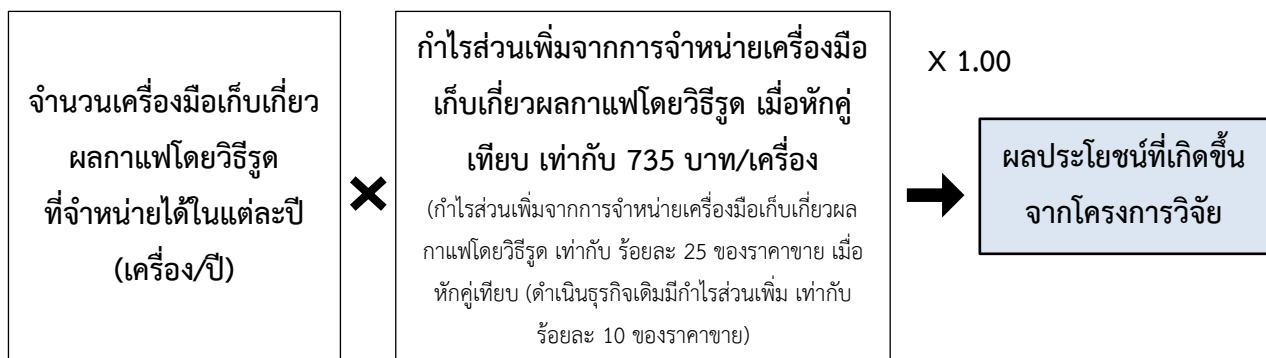 จำนวนเครื่องมือเก็บเกี่ยว
ผลกาแฟโดยวิธีรูด
ที่จำหน่ายได้ในแต่ละปี
(เครื่อง/ปี)
กำไรส่วนเพิ่มจากการจำหน่ายเครื่องมือ
เก็บเกี่ยวผลกาแฟโดยวิธีรูด เมื่อหักคู่
เทียบ เท่ากับ 735 บาท/เครื่อง
(กำไรส่วนเพิ่มจากการจำหน่ายเครื่องมือเก็บเกี่ยวผล
กาแฟโดยวิธีรูด เท่ากับ ร้อยละ 25 ของราคาขาย เมื่อ
หักคู่เทียบ (ดำเนินธุรกิจเดิมมีกำไรส่วนเพิ่ม เท่ากับ
ร้อยละ 10 ของราคาขาย)
X 1.00
ผลประโยชน์ที่เกิดขึ้น
จากโครงการวิจัย